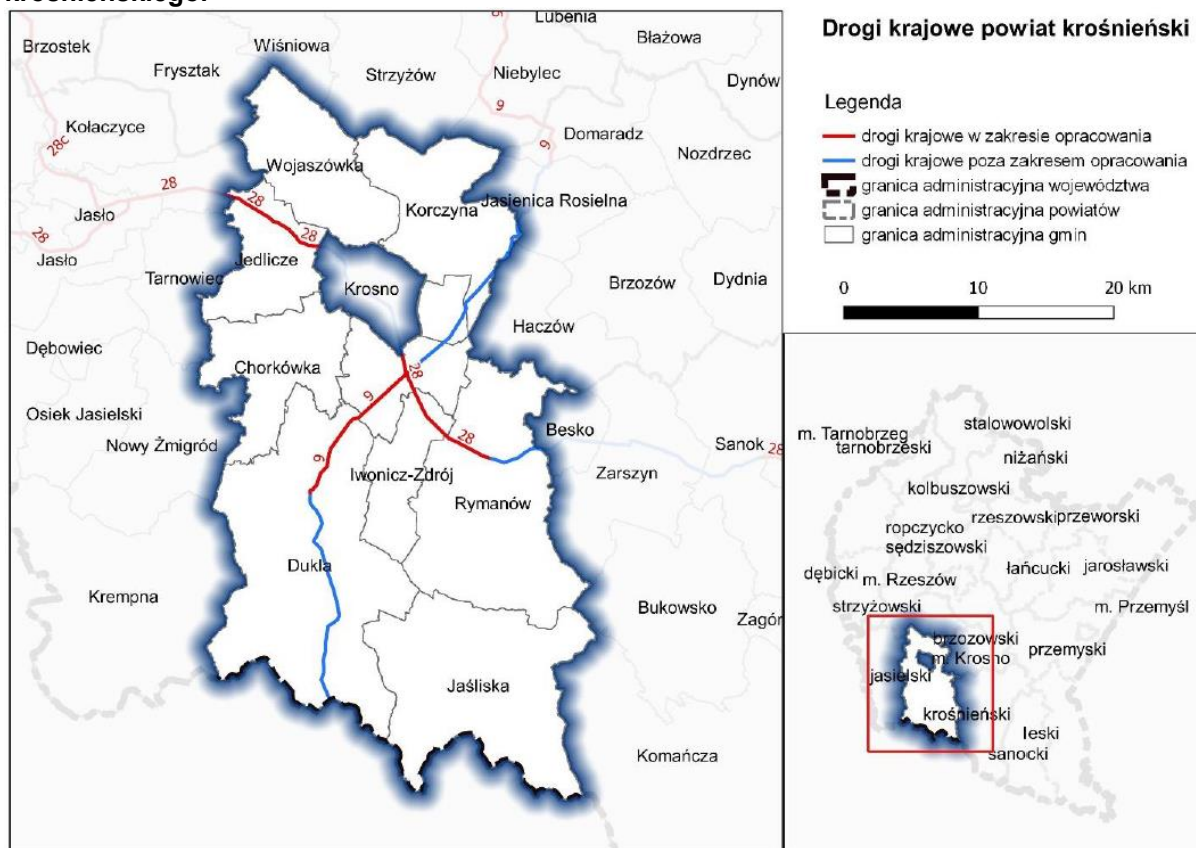 krośnieńskiego.
Lubenia
Brzostek
Wiśniowa
Błażowa
Frysztak
Strzyżów
Niebylec
Dynów
9
9
Kołaczyce
Domaradz
28c
Nozdrzec
Wojaszówka
28
28
Jasło
Korczyna
Jasienica Rosielna
28
28
Jasło
Jedlicze
Tarnowiec
Krosno
Brzozów
Dydnia
Haczów
Dębowiec
Chorkówka
28
9
Osiek Jasielski
Nowy Żmigród
28
Besko
Sanok
28
9
Iwonicz-Zdrój
Zarszyn
Rymanów
Dukla
Krempna
Bukowsko
Zagór
Jaśliska
Komańcza
Drogi krajowe powiat krośnieński
Legenda
drogi krajowe w zakresie opracowania
drogi krajowe poza zakresem opracowania
granica administracyjna województwa
granica administracyjna powiatów
granica administracyjna gmin
0 10 20 km
stalowowolski
m. Tarnobrzeg
tarnobrzeski
niżański
kolbuszowski
rzeszowski
przeworski
ropczycko
sędziszowski
dębicki
m. Rzeszów
łańcucki
jarosławski
strzyżowski
m. Przemyśl
brzozowski
m. Krosno
przemyski
jasielski
krośnieński
leski
sanocki